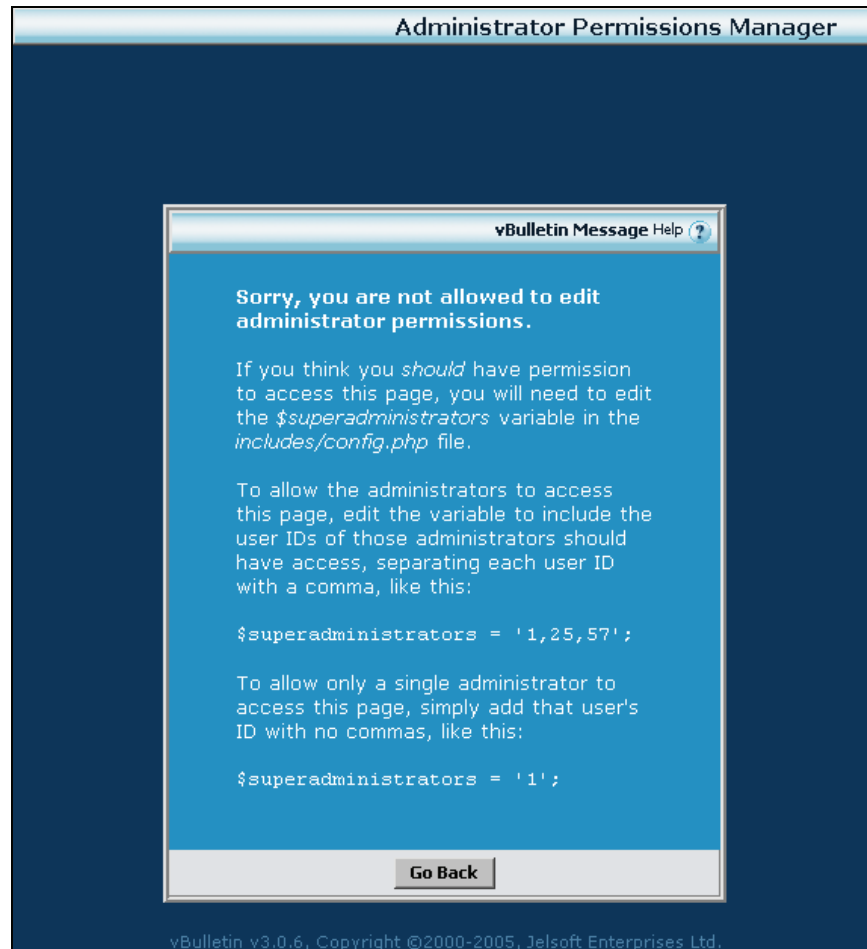 Administrator Permissions Manager
vBulletin Message Help ?
Sorry, you are not allowed to edit
administrator permissions.
If you think you should have permission
to access this page, you will need to edit
the $superadministrators variable in the
includes/config.php file.
To allow the administrators to access
this page, edit the variable to include the
user IDs of those administrators should
have access, separating each user ID
with a comma, like this:
$superadministrators = '1,25,57';
To allow only a single administrator to
access this page, simply add that user's
ID with no commas, like this:
$superadministrators = '1';
Go Back
vBulletin v3.0.6, Copyright ©2000-2005, Jelsoft Enterprises Ltd.